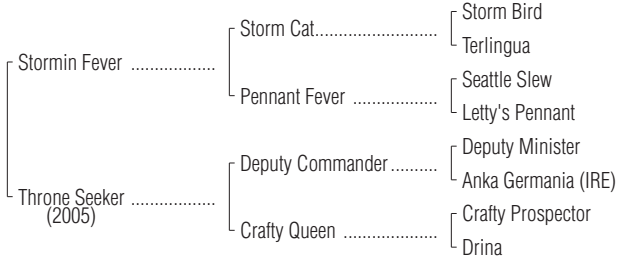 Storm Bird
Storm Cat
Terlingua
Stormin Fever
Seattle Slew
Pennant Fever
Letty's Pennant
Deputy Minister
Deputy Commander
Anka Germania (IRE)
Throne Seeker
(2005)
Crafty Prospector
Crafty Queen
Drina